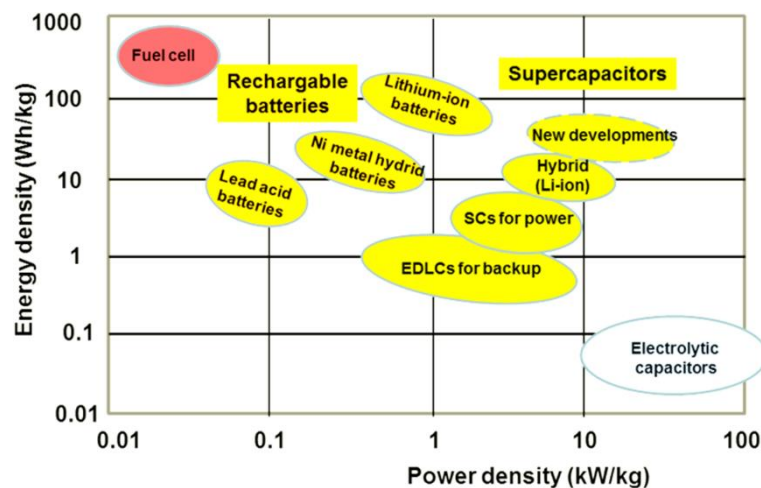 1000
100
10
1
0.1
0.01
Energy density (Wh/kg)
Fuel cell
Rechargable
batteries
Lithium-ion
batteries
Supercapacitors
New developments
Ni metal hydrid
batteries
Hybrid
(Li-ion)
Lead acid
batteries
SCs for power
EDLCs for backup
Electrolytic
capacitors
0.01
0.1
1
10
100
Power density (kW/kg)